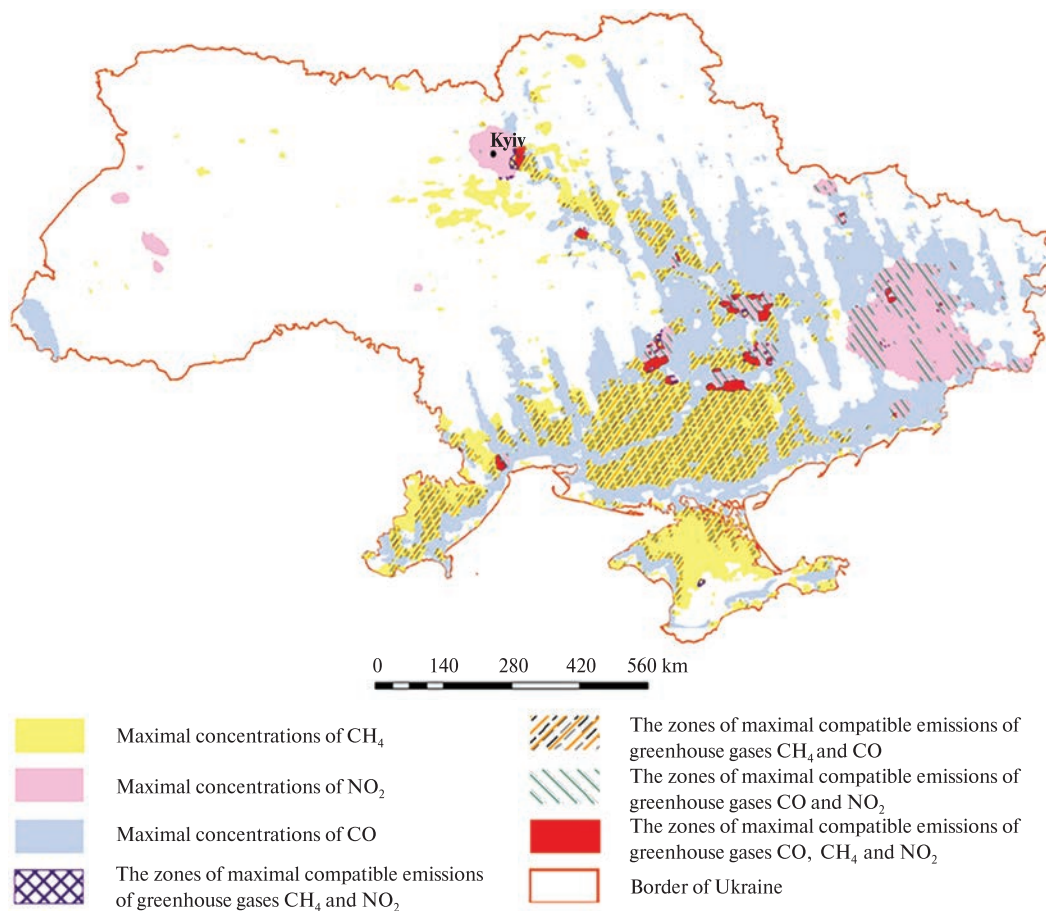 Kyiv
0 140 280 420 560 km
Maximal concentrations of CH₄
Maximal concentrations of NO₂
Maximal concentrations of CO
The zones of maximal compatible emissions
of greenhouse gases CH₄ and NO₂
The zones of maximal compatible emissions of
greenhouse gases CH₄ and CO
The zones of maximal compatible emissions of
greenhouse gases CO and NO₂
The zones of maximal compatible emissions of
greenhouse gases CO, CH₄ and NO₂
Border of Ukraine